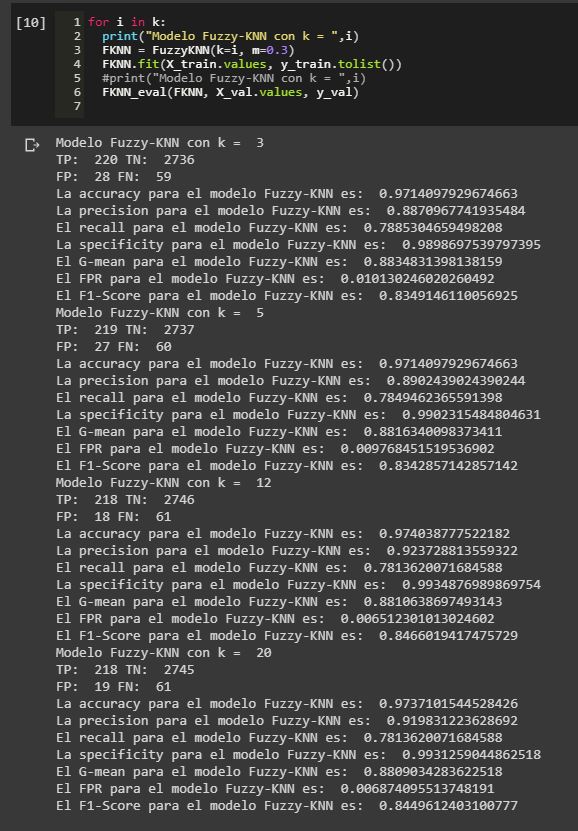 [10] 1 for i in k:
2 print("Modelo Fuzzy-KNN con k = ",i)
3 FKNN = FuzzyKNN(k=i, m=0.3)
4 FKNN.fit(X_train.values, y_train.tolist())
5 #print("Modelo Fuzzy-KNN con k = ",i)
6 FKNN_eval(FKNN, X_val.values, y_val)
7
Modelo Fuzzy-KNN con k =  3
TP:  220 TN:  2736
FP:  28 FN:  59
La accuracy para el modelo Fuzzy-KNN es:  0.9714097929674663
La precision para el modelo Fuzzy-KNN es:  0.8870967741935484
El recall para el modelo Fuzzy-KNN es:  0.7885304659498208
La specificity para el modelo Fuzzy-KNN es:  0.9898697539797395
El G-mean para el modelo Fuzzy-KNN es:  0.8834831398138159
El FPR para el modelo Fuzzy-KNN es:  0.010130246020260492
El F1-Score para el modelo Fuzzy-KNN es:  0.8349146110056925
Modelo Fuzzy-KNN con k =  5
TP:  219 TN:  2737
FP:  27 FN:  60
La accuracy para el modelo Fuzzy-KNN es:  0.9714097929674663
La precision para el modelo Fuzzy-KNN es:  0.8902439024390244
El recall para el modelo Fuzzy-KNN es:  0.7849462365591398
La specificity para el modelo Fuzzy-KNN es:  0.9902315484804631
El G-mean para el modelo Fuzzy-KNN es:  0.8816340098373411
El FPR para el modelo Fuzzy-KNN es:  0.009768451519536902
El F1-Score para el modelo Fuzzy-KNN es:  0.8342857142857142
Modelo Fuzzy-KNN con k =  12
TP:  218 TN:  2746
FP:  18 FN:  61
La accuracy para el modelo Fuzzy-KNN es:  0.974038777522182
La precision para el modelo Fuzzy-KNN es:  0.923728813559322
El recall para el modelo Fuzzy-KNN es:  0.7813620071684588
La specificity para el modelo Fuzzy-KNN es:  0.9934876989869754
El G-mean para el modelo Fuzzy-KNN es:  0.8810638697493143
El FPR para el modelo Fuzzy-KNN es:  0.006512301013024602
El F1-Score para el modelo Fuzzy-KNN es:  0.8466019417475729
Modelo Fuzzy-KNN con k =  20
TP:  218 TN:  2745
FP:  19 FN:  61
La accuracy para el modelo Fuzzy-KNN es:  0.9737101544528426
La precision para el modelo Fuzzy-KNN es:  0.919831223628692
El recall para el modelo Fuzzy-KNN es:  0.7813620071684588
La specificity para el modelo Fuzzy-KNN es:  0.9931259044862518
El G-mean para el modelo Fuzzy-KNN es:  0.8809034283622518
El FPR para el modelo Fuzzy-KNN es:  0.006874095513748191
El F1-Score para el modelo Fuzzy-KNN es:  0.8449612403100777